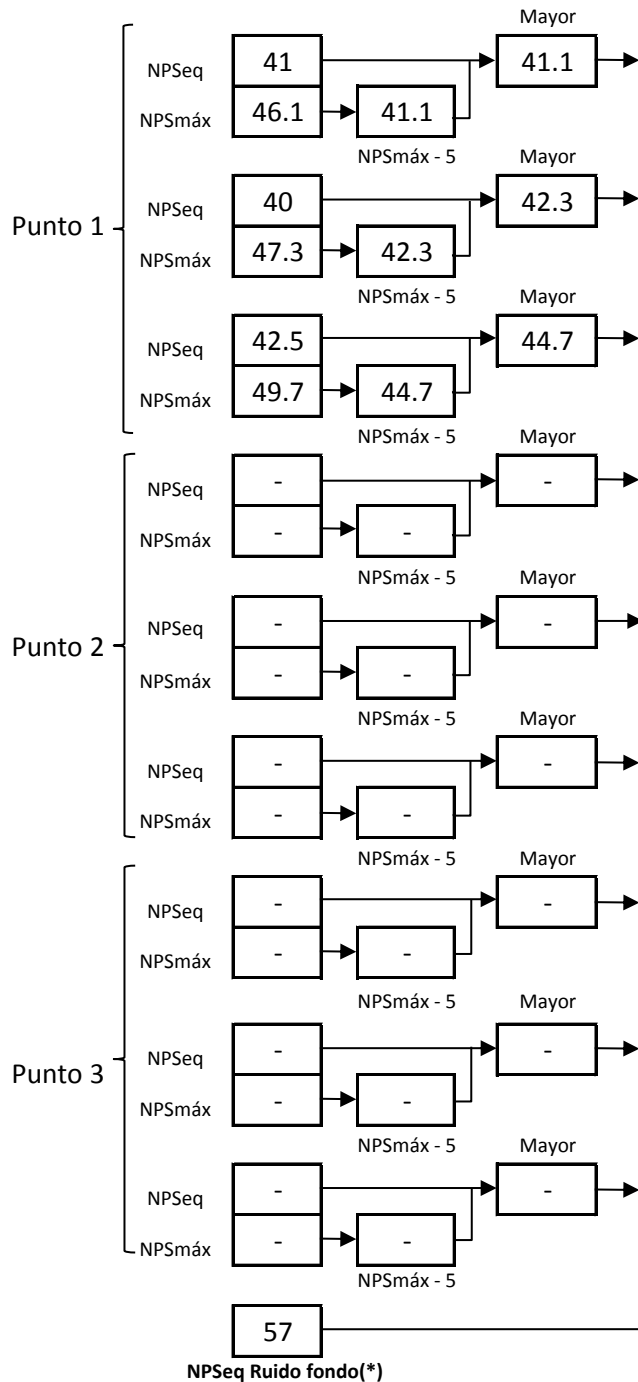 Mayor
NPSeq 41 41.1
NPSmáx 46.1 41.1
NPSmáx - 5 Mayor
NPSeq 40 42.3
Punto 1
NPSmáx 47.3 42.3
NPSmáx - 5 Mayor
NPSeq 42.5 44.7
NPSmáx 49.7 44.7
NPSmáx - 5 Mayor
NPSeq - -
NPSmáx - -
NPSmáx - 5 Mayor
NPSeq - -
Punto 2
NPSmáx - -
NPSmáx - 5 Mayor
NPSeq - -
NPSmáx - -
NPSmáx - 5 Mayor
NPSeq - -
NPSmáx - -
NPSmáx - 5 Mayor
NPSeq - -
Punto 3
NPSmáx - -
NPSmáx - 5 Mayor
NPSeq - -
NPSmáx - -
NPSmáx - 5
57
NPSeq Ruido fondo(*)